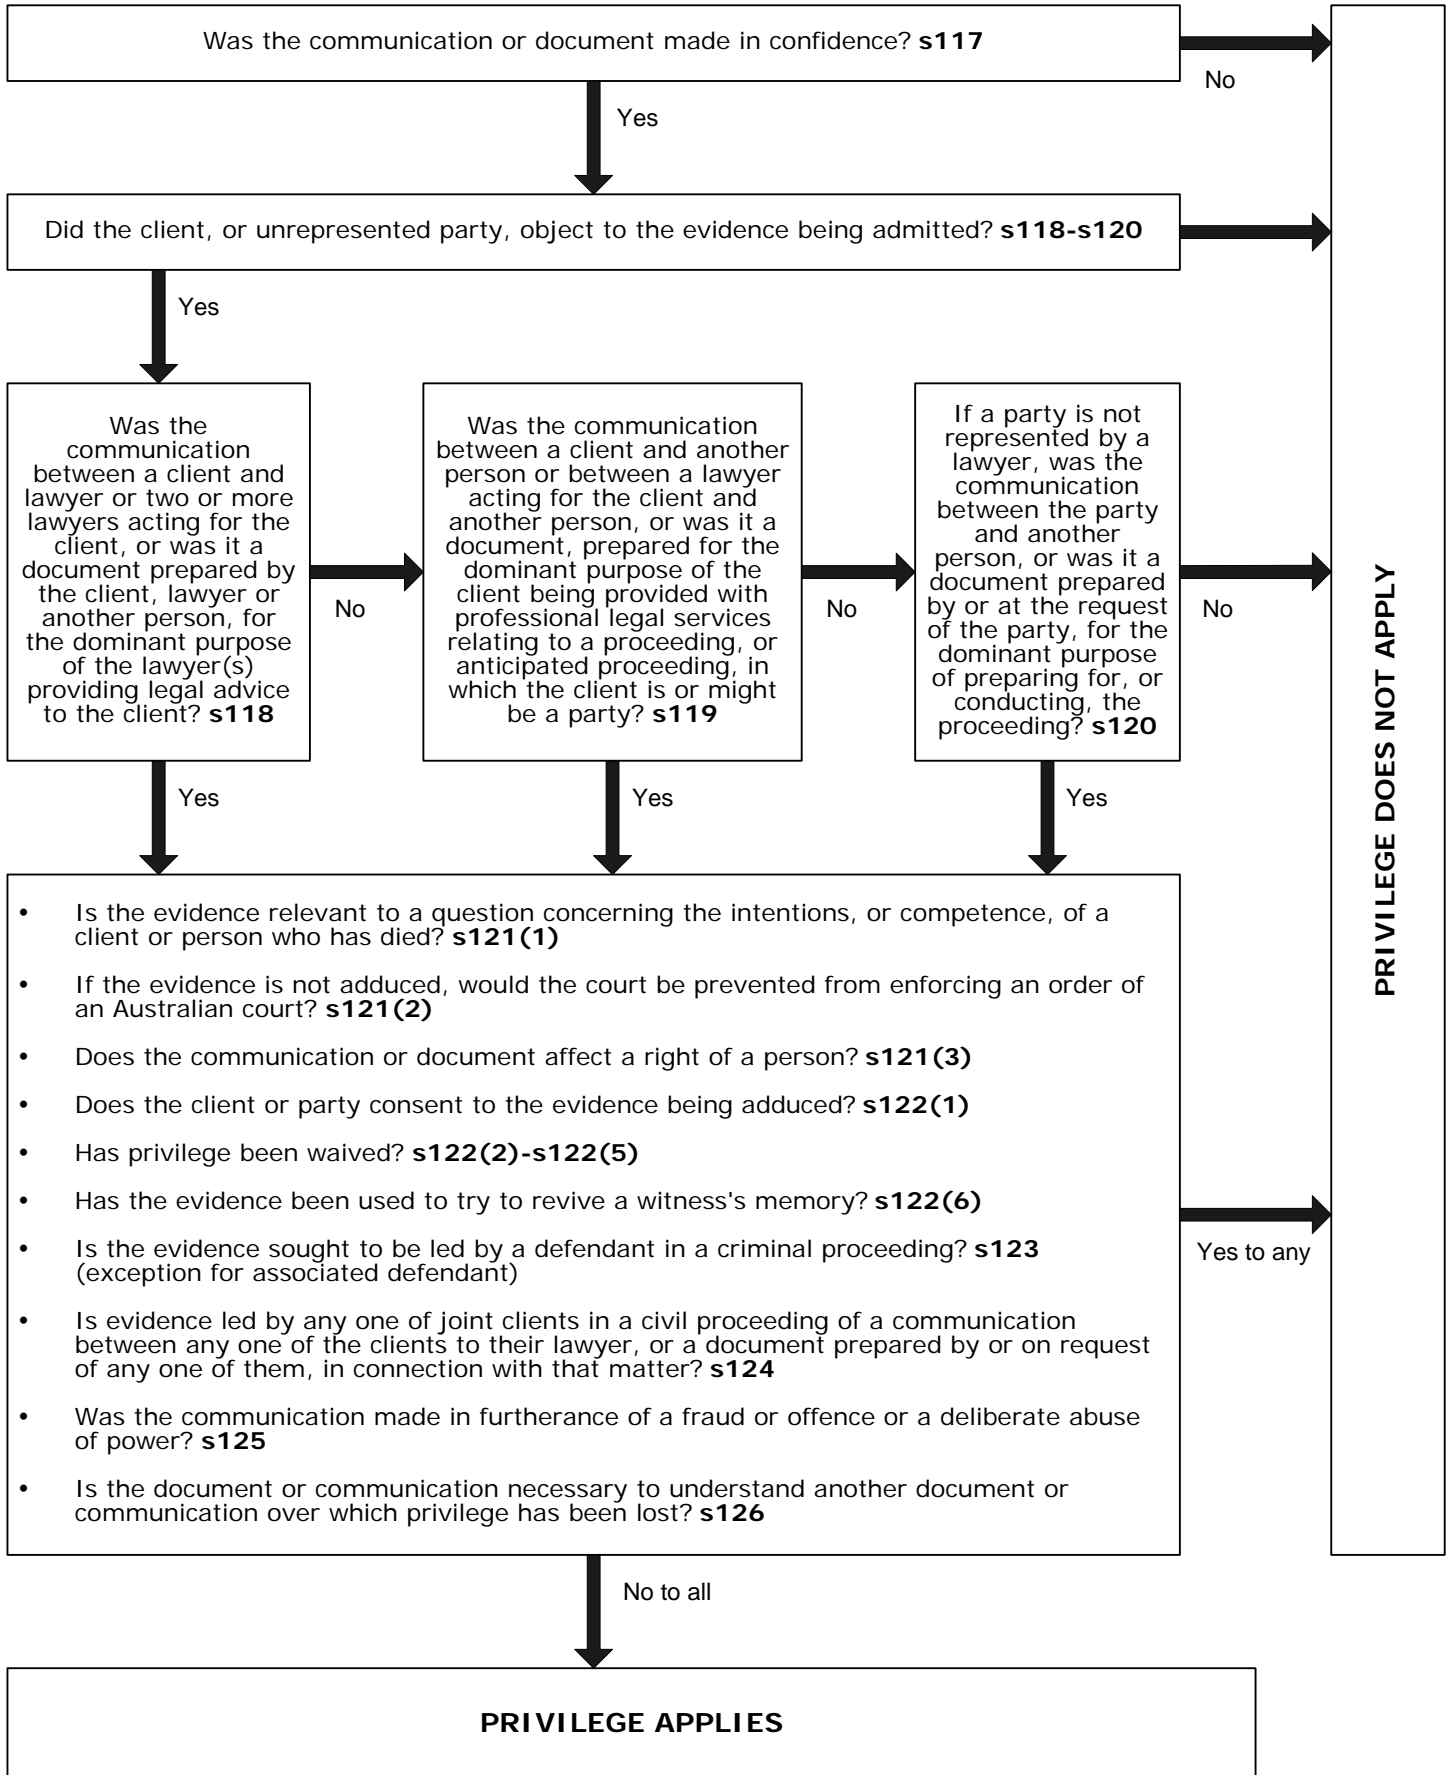 Was the communication or document made in confidence? s117
No
Yes
Did the client, or unrepresented party, object to the evidence being admitted? s118-s120
Yes
Was the
communication
between a client and
lawyer or two or more
lawyers acting for the
client, or was it a
document prepared by
the client, lawyer or
another person, for
the dominant purpose
of the lawyer(s)
providing legal advice
to the client? s118
No
Was the communication
between a client and another
person or between a lawyer
acting for the client and
another person, or was it a
document, prepared for the
dominant purpose of the
client being provided with
professional legal services
relating to a proceeding, or
anticipated proceeding, in
which the client is or might
be a party? s119
No
If a party is not
represented by a
lawyer, was the
communication
between the party
and another
person, or was it a
document prepared
by or at the request
of the party, for the
dominant purpose
of preparing for, or
conducting, the
proceeding? s120
No
PRIVILEGE DOES NOT APPLY
Yes
Yes
Yes
• Is the evidence relevant to a question concerning the intentions, or competence, of a
client or person who has died? s121(1)
• If the evidence is not adduced, would the court be prevented from enforcing an order of
an Australian court? s121(2)
• Does the communication or document affect a right of a person? s121(3)
• Does the client or party consent to the evidence being adduced? s122(1)
• Has privilege been waived? s122(2)-s122(5)
• Has the evidence been used to try to revive a witness's memory? s122(6)
• Is the evidence sought to be led by a defendant in a criminal proceeding? s123
(exception for associated defendant)
• Is evidence led by any one of joint clients in a civil proceeding of a communication
between any one of the clients to their lawyer, or a document prepared by or on request
of any one of them, in connection with that matter? s124
• Was the communication made in furtherance of a fraud or offence or a deliberate abuse
of power? s125
• Is the document or communication necessary to understand another document or
communication over which privilege has been lost? s126
Yes to any
No to all
PRIVILEGE APPLIES